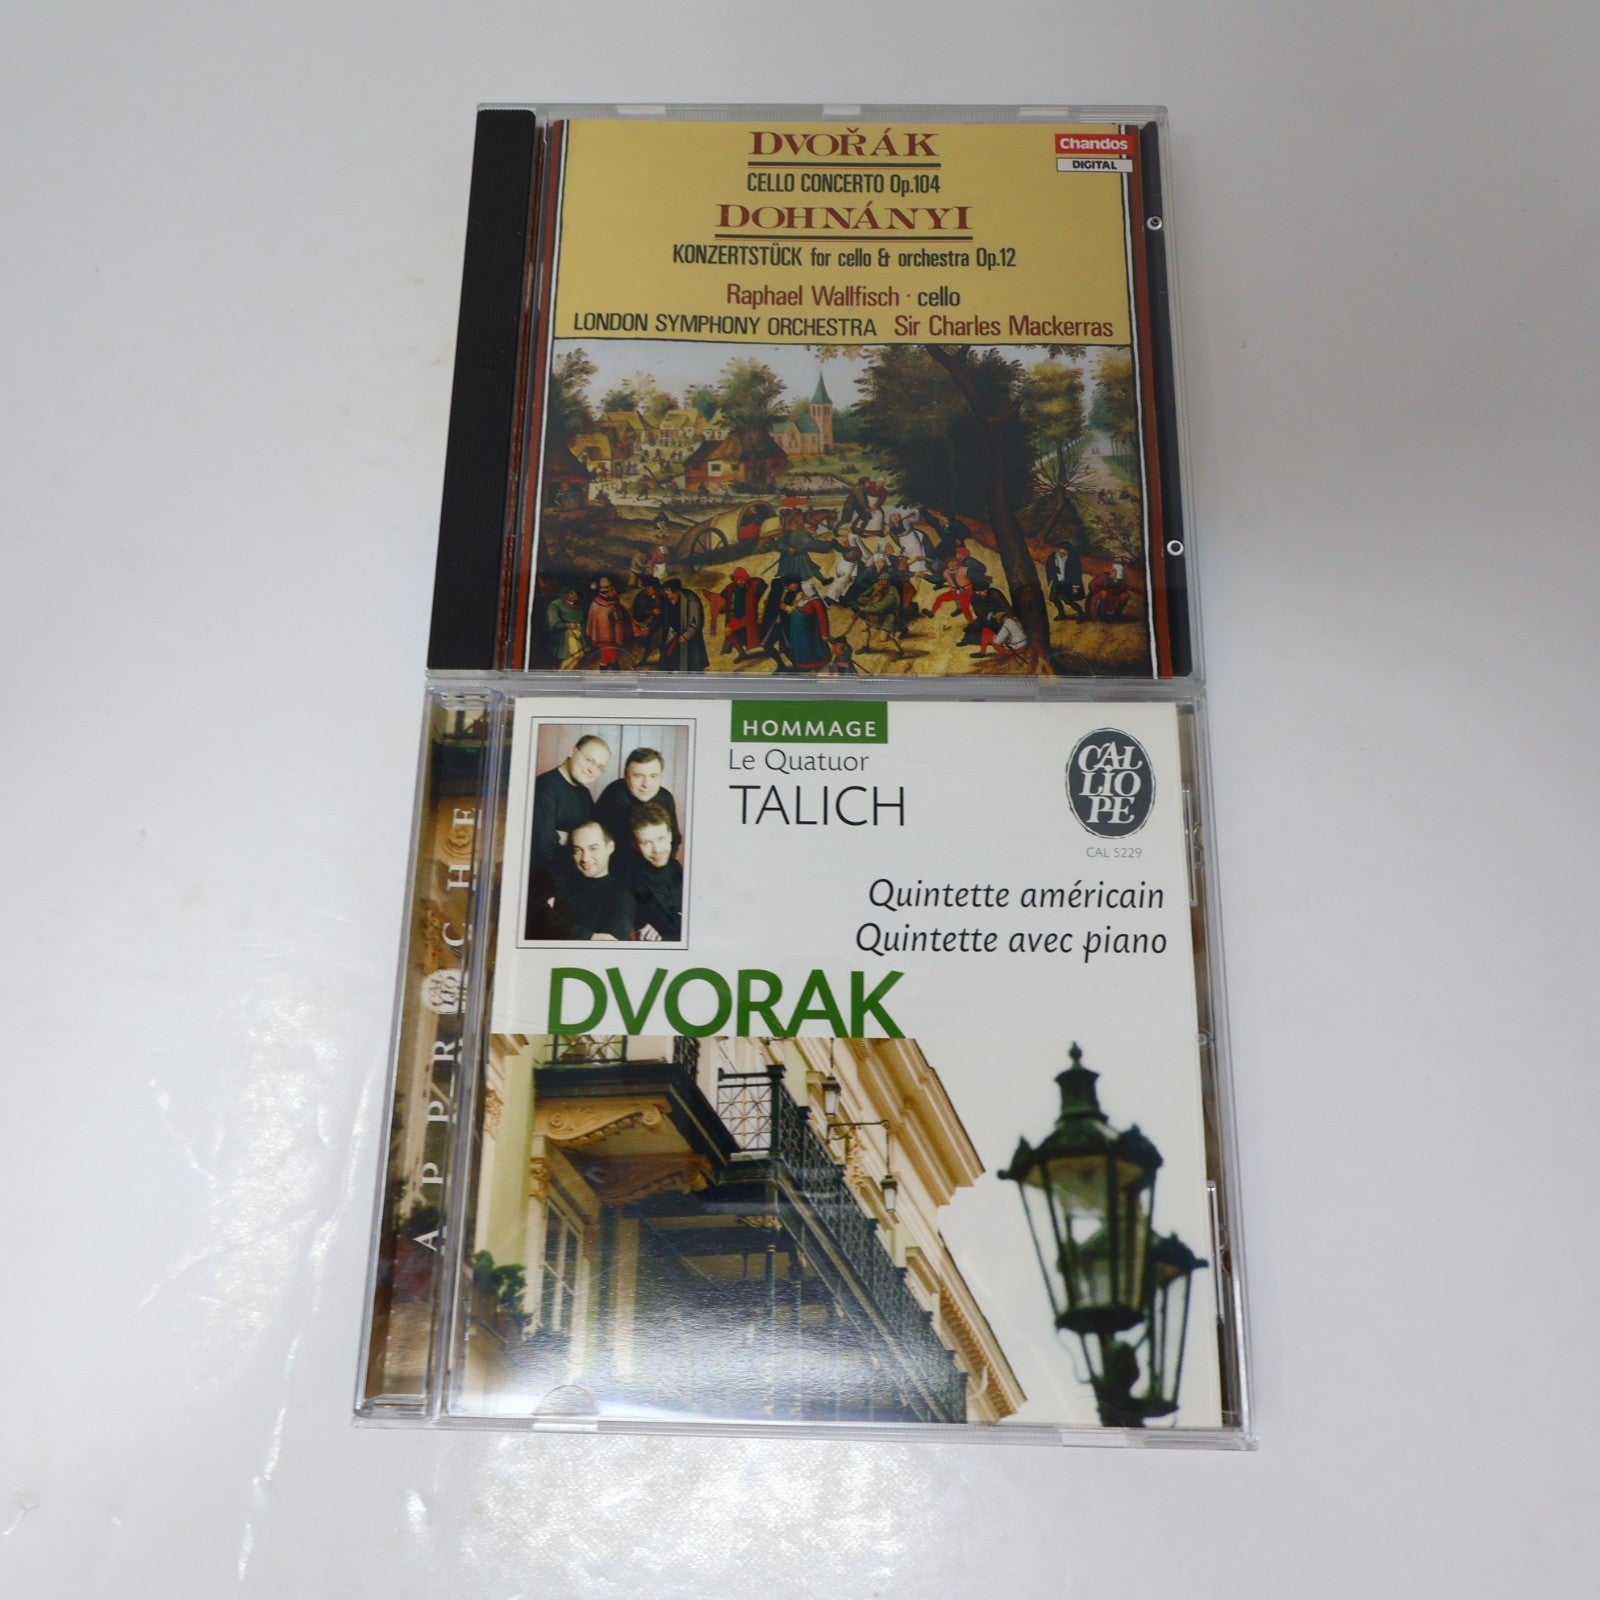 DVOŘÁK
Chandos
DIGITAL
CELLO CONCERTO Op.104
DOHNÁNYI
KONZERTSTÜCK for cello & orchestra Op.12
Raphael Wallfisch · cello
LONDON SYMPHONY ORCHESTRA Sir Charles Mackerras
HOMMAGE
Le Quatuor
TALICH
CAL
LIO
PE
CAL 5229
Quintette américain
Quintette avec piano
DVORAK
APPROCHE